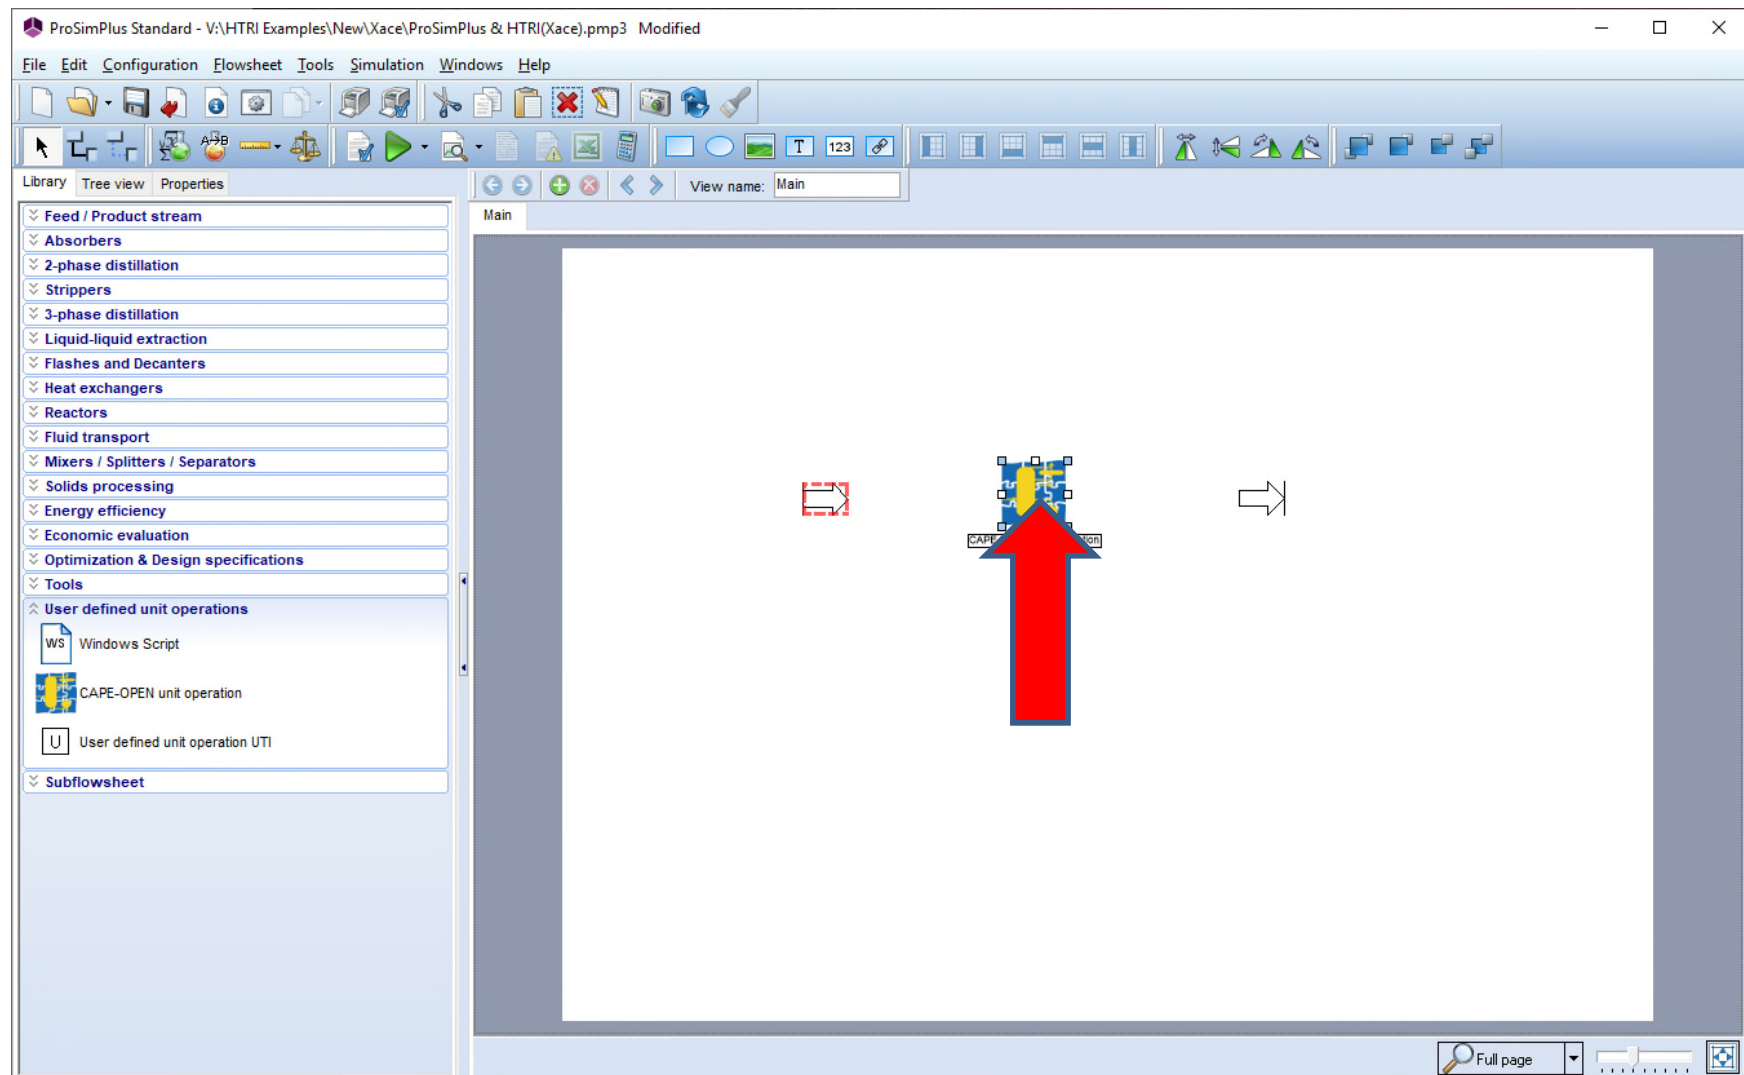 ProSimPlus Standard - V:\HTRI Examples\New\Xace\ProSimPlus & HTRI(Xace).pmp3 Modified
File Edit Configuration Flowsheet Tools Simulation Windows Help
A B
T 123
Library Tree view Properties
View name: Main
Main
Feed / Product stream
Absorbers
2-phase distillation
Strippers
3-phase distillation
Liquid-liquid extraction
Flashes and Decanters
Heat exchangers
Reactors
Fluid transport
Mixers / Splitters / Separators
Solids processing
Energy efficiency
Economic evaluation
Optimization & Design specifications
Tools
User defined unit operations
WS Windows Script
CAPE-OPEN unit operation
U User defined unit operation UTI
Subflowsheet
Full page